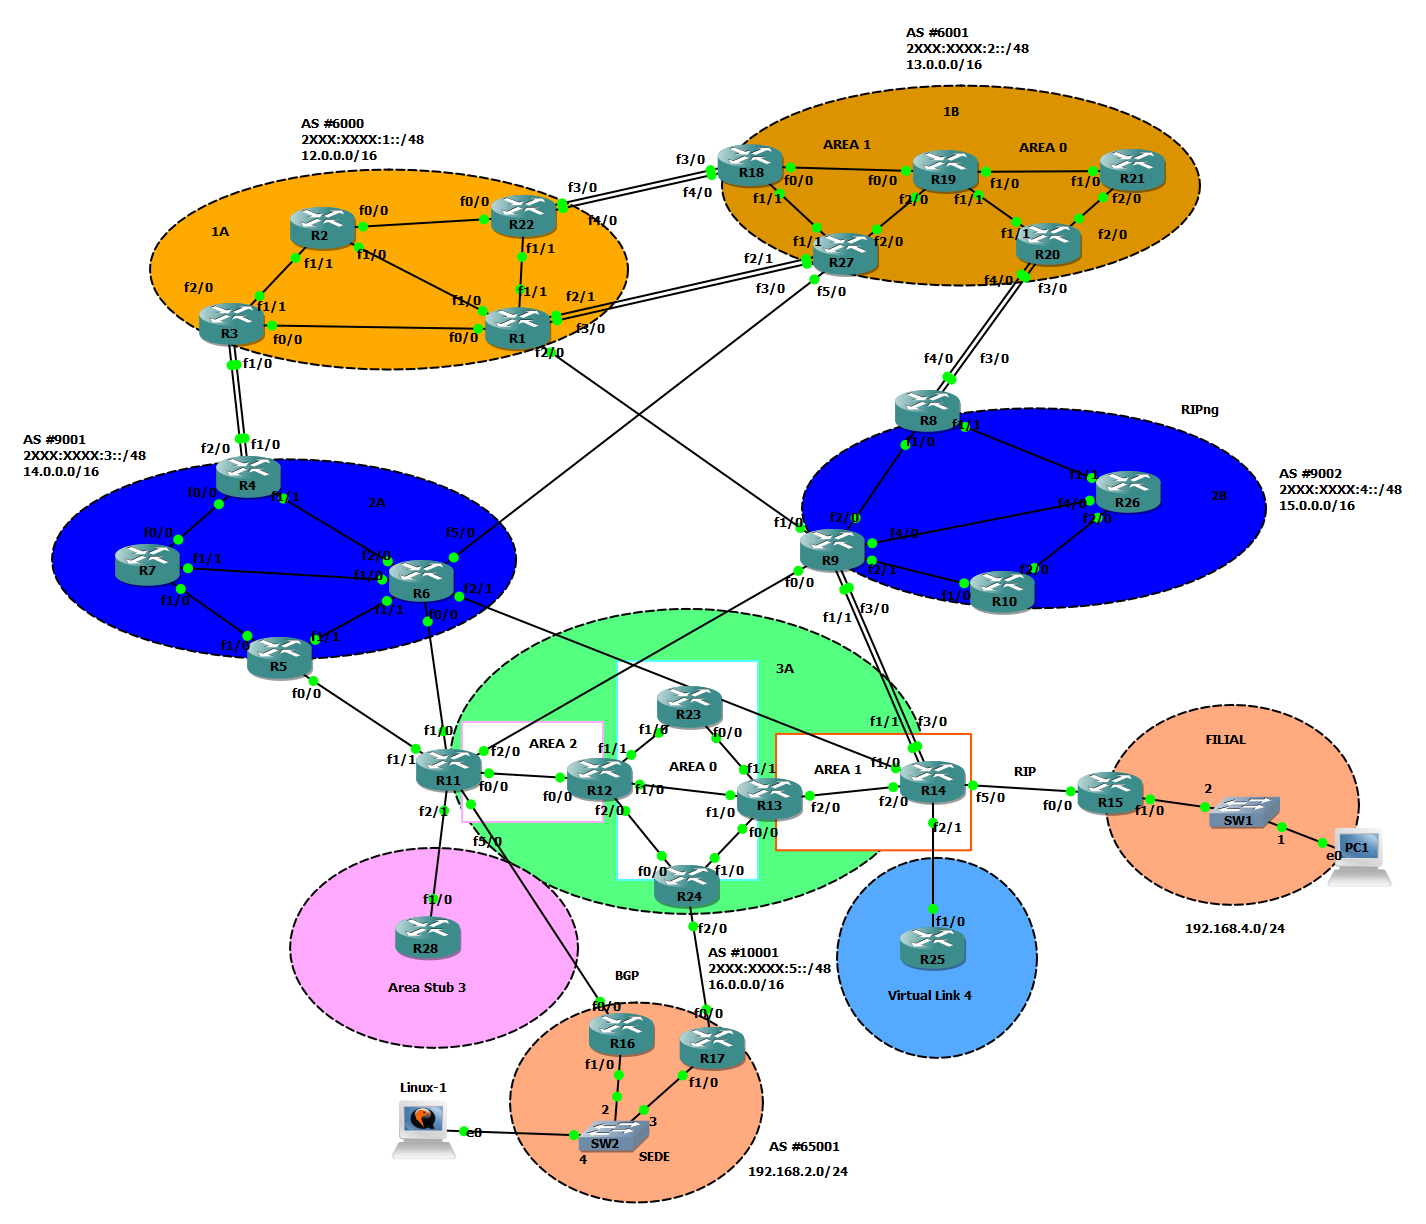 AS #6001
2XXX:XXXX:2::/48
13.0.0.0/16
1B
AREA 1
AREA 0
R18
R19
R21
R27
R20
f3/0
f4/0
f0/0
f0/0
f1/0
f1/0
f1/1
f2/0
f1/1
f2/0
f1/1
f2/0
f1/1
f2/0
f2/1
f3/0
f5/0
f4/0
f3/0
AS #6000
2XXX:XXXX:1::/48
12.0.0.0/16
1A
R2
R22
R3
R1
f0/0
f0/0
f3/0
f4/0
f1/0
f1/1
f1/1
f2/0
f1/1
f1/0
f1/1
f2/1
f3/0
f0/0
f0/0
f2/0
f1/0
f4/0
f3/0
RIPng
R8
R26
R9
R10
2B
AS #9002
2XXX:XXXX:4::/48
15.0.0.0/16
f1/1
f1/0
f1/1
f4/0
f2/0
f1/0
f2/0
f4/0
f2/1
f2/0
f1/0
f0/0
f3/0
f1/1
AS #9001
2XXX:XXXX:3::/48
14.0.0.0/16
f2/0
f1/0
R4
2A
R7
R6
R5
f0/0
f1/1
f0/0
f1/1
f2/0
f1/0
f5/0
f2/1
f1/0
f1/1
f0/0
f1/0
f1/1
f0/0
3A
AREA 2
AREA 0
AREA 1
R23
R11
R12
R13
R14
R24
f1/0
f1/1
f2/0
f0/0
f0/0
f1/1
f1/0
f2/0
f1/0
f0/0
f1/1
f1/0
f0/0
f2/0
f0/0
f1/0
f1/1
f3/0
f1/0
f2/0
f5/0
f2/1
f2/1
f5/0
f2/0
RIP
FILIAL
R15
SW1
PC1
f0/0
f1/0
2
1
e0
192.168.4.0/24
f1/0
R28
Area Stub 3
f1/0
R25
Virtual Link 4
AS #10001
2XXX:XXXX:5::/48
16.0.0.0/16
BGP
f0/0
f0/0
R16
R17
f1/0
f1/0
2
3
4
SW2
SEDE
Linux-1
e0
AS #65001
192.168.2.0/24